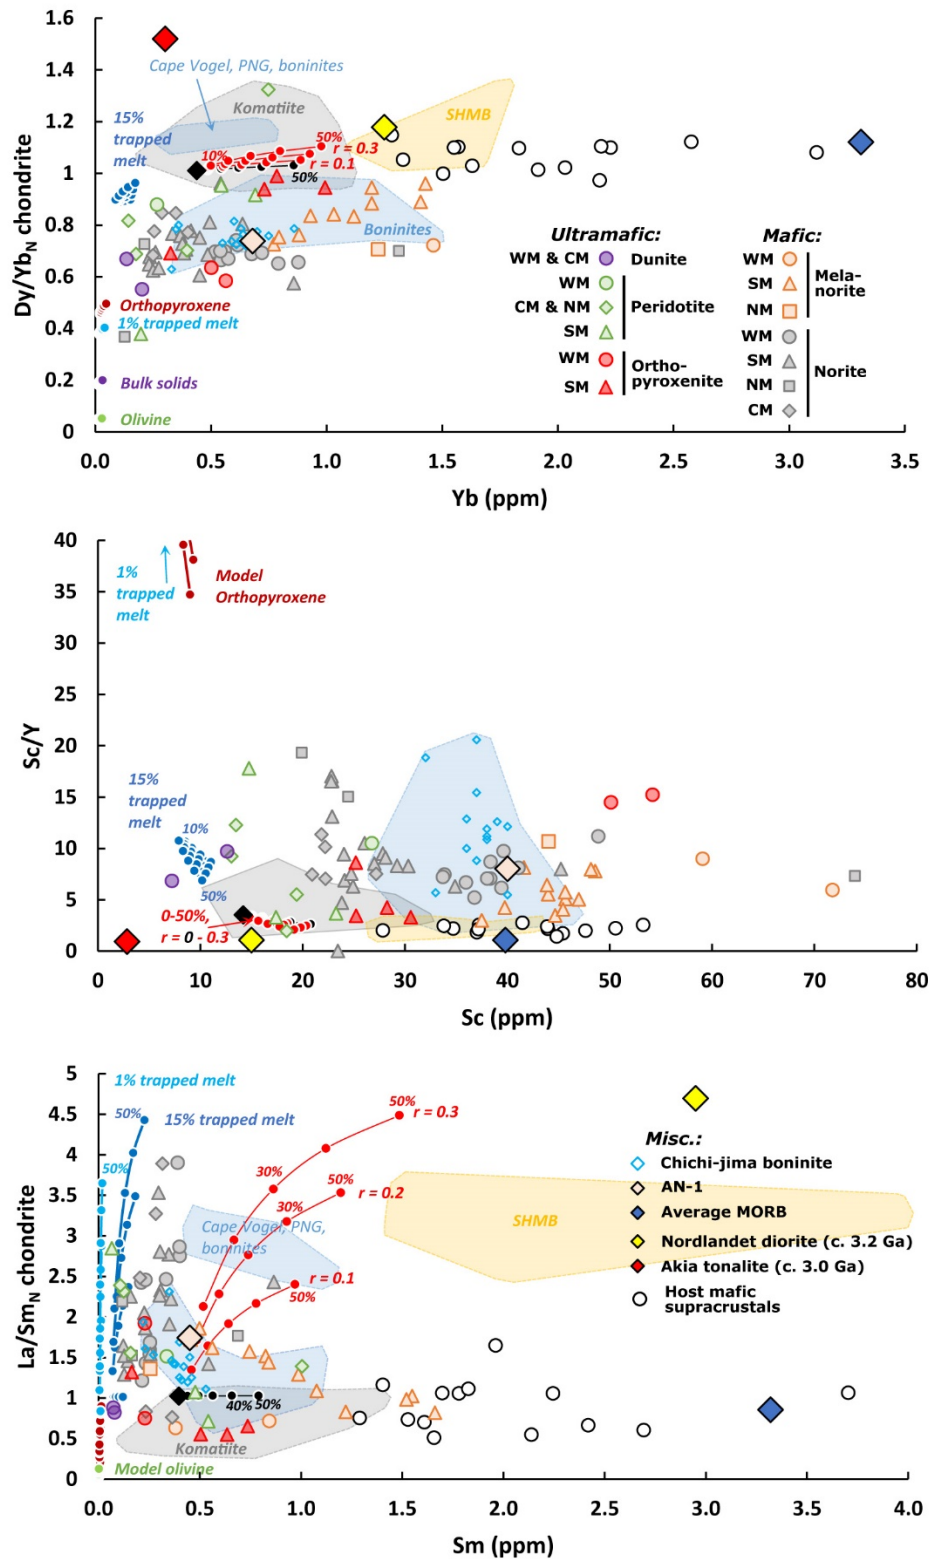 1.6
1.4
1.2
1.0
0.8
0.6
0.4
0.2
0
Dy/YbN chondrite
Cape Vogel, PNG, boninites
Komatiite
SHMB
15%
trapped
melt
10%
50%
r = 0.3
r = 0.1
50%
Boninites
Orthopyroxene
1% trapped melt
Bulk solids
Olivine
Ultramafic:
WM & CM Dunite
WM
CM & NM Peridotite
SM
WM Ortho-
SM pyroxenite
Mafic:
WM
SM Mela-
NM norite
WM
SM Norite
NM
CM
0.0 0.5 1.0 1.5 2.0 2.5 3.0 3.5
Yb (ppm)
40
35
30
25
20
15
10
5
0
Sc/Y
1%
trapped
melt
Model
Orthopyroxene
15%
trapped
melt
10%
50%
0-50%,
r = 0 - 0.3
0 10 20 30 40 50 60 70 80
Sc (ppm)
5
4.5
4
3.5
3
2.5
2
1.5
1
0.5
0
La/SmN chondrite
1% trapped melt
50%
15% trapped melt
50%
50%
r = 0.3
30%
50%
r = 0.2
30%
Cape Vogel, PNG,
boninites
SHMB
r = 0.1
50%
40% 50%
Komatiite
Model olivine
Misc.:
Chichi-jima boninite
AN-1
Average MORB
Nordlandet diorite (c. 3.2 Ga)
Akia tonalite (c. 3.0 Ga)
Host mafic
supracrustals
0.0 0.5 1.0 1.5 2.0 2.5 3.0 3.5 4.0
Sm (ppm)